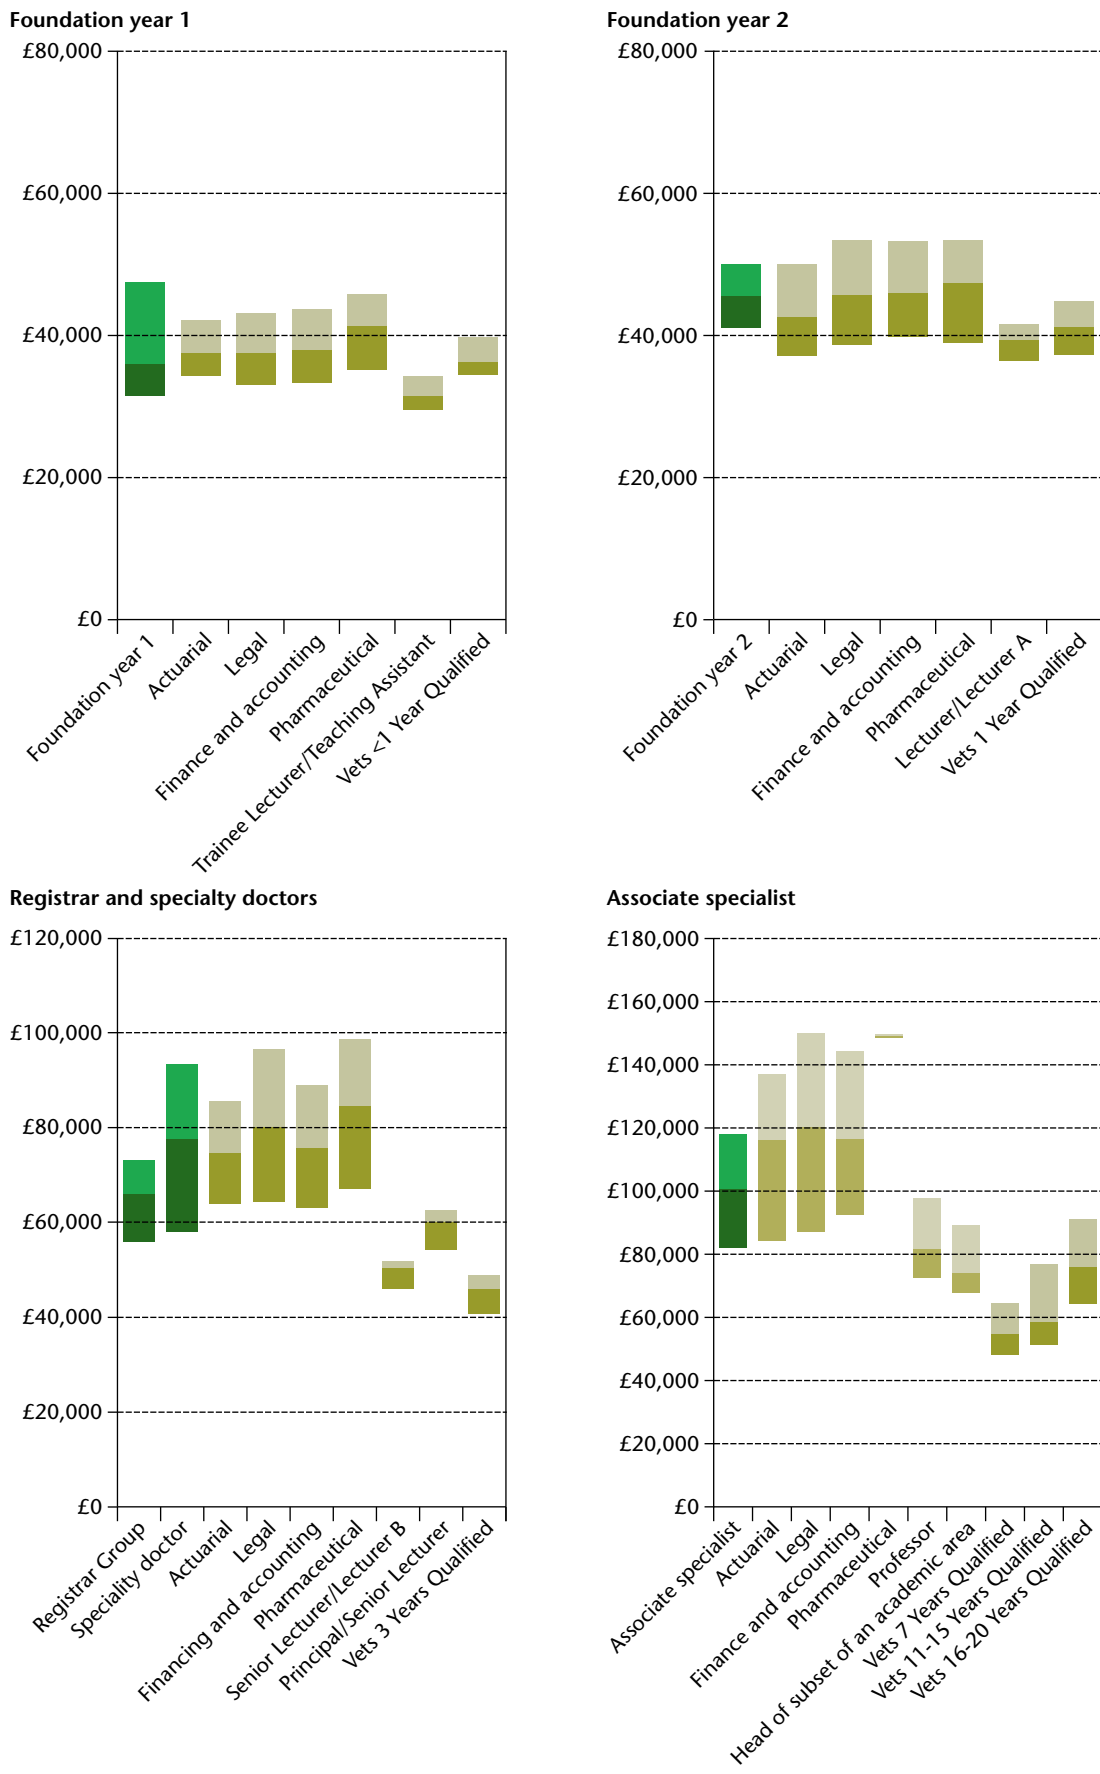 Foundation year 1
£80,000
£60,000
£40,000
£20,000
£0
Foundation year 1
Actuarial
Legal
Finance and accounting
Pharmaceutical
Trainee Lecturer/Teaching Assistant
Vets <1 Year Qualified
Foundation year 2
£80,000
£60,000
£40,000
£20,000
£0
Foundation year 2
Actuarial
Legal
Finance and accounting
Pharmaceutical
Lecturer/Lecturer A
Vets 1 Year Qualified
Registrar and specialty doctors
£120,000
£100,000
£80,000
£60,000
£40,000
£20,000
£0
Registrar Group
Speciality doctor
Actuarial
Legal
Financing and accounting
Pharmaceutical
Senior Lecturer/Lecturer B
Principal/Senior Lecturer
Vets 3 Years Qualified
Associate specialist
£180,000
£160,000
£140,000
£120,000
£100,000
£80,000
£60,000
£40,000
£20,000
£0
Associate specialist
Actuarial
Legal
Finance and accounting
Pharmaceutical
Professor
Head of subset of an academic area
Vets 7 Years Qualified
Vets 11-15 Years Qualified
Vets 16-20 Years Qualified